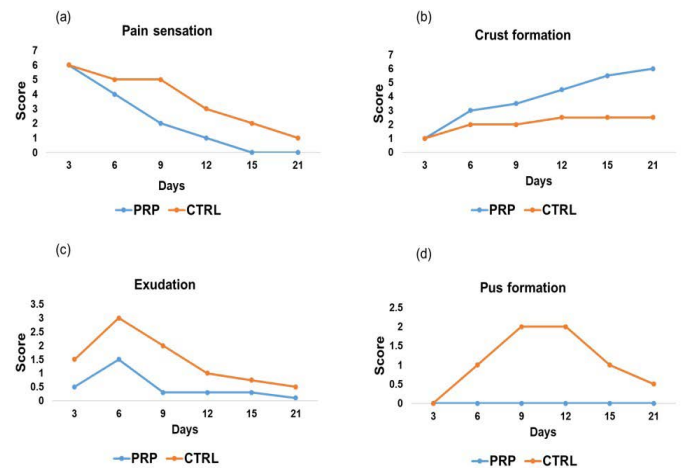 (a)
Pain sensation
7
6
5
4
3
2
1
0
Score
3 6 9 12 15 21
Days
PRP CTRL
(b)
Crust formation
7
6
5
4
3
2
1
0
Score
3 6 9 12 15 21
Days
PRP CTRL
(c)
Exudation
3.5
3
2.5
2
1.5
1
0.5
0
Score
3 6 9 12 15 21
Days
PRP CTRL
(d)
Pus formation
2.5
2
1.5
1
0.5
0
Score
3 6 9 12 15 21
Days
PRP CTRL